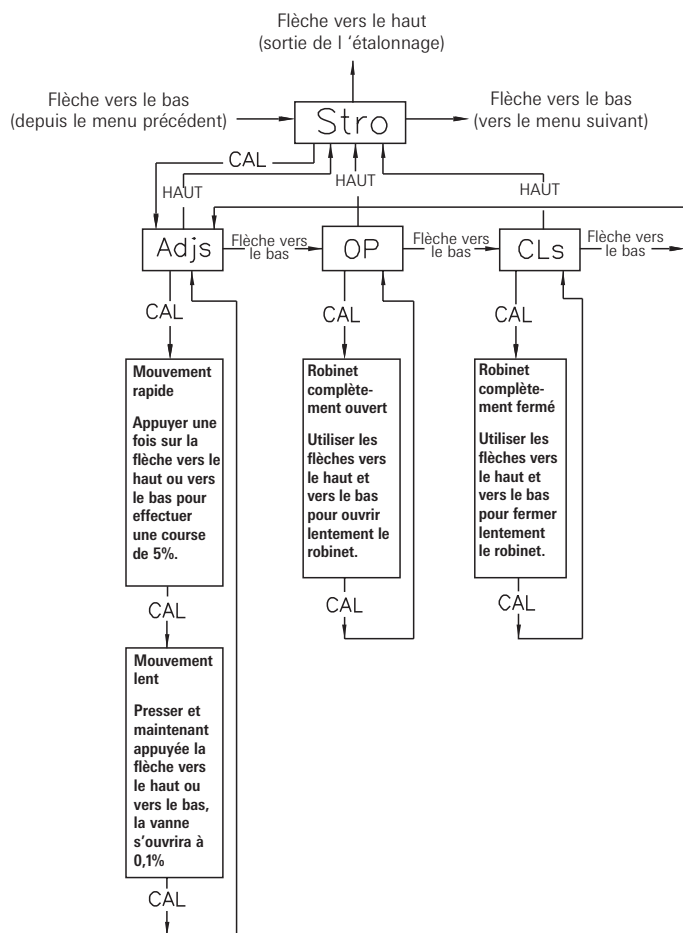 Flèche vers le haut
(sortie de l 'étalonnage)
Flèche vers le bas
(depuis le menu précédent)
Stro
Flèche vers le bas
(vers le menu suivant)
CAL
HAUT
HAUT
HAUT
Adjs
Flèche vers
le bas
OP
Flèche vers
le bas
CLs
Flèche vers
le bas
CAL
CAL
CAL
Mouvement
rapide
Appuyer une
fois sur la
flèche vers le
haut ou vers
le bas pour
effectuer
une course
de 5%.
Robinet
complète-
ment ouvert
Utiliser les
flèches vers
le haut et
vers le bas
pour ouvrir
lentement le
robinet.
Robinet
complète-
ment fermé
Utiliser les
flèches vers
le haut et
vers le bas
pour fermer
lentement
le robinet.
CAL
CAL
CAL
Mouvement
lent
Presser et
maintenant
appuyée la
flèche vers
le haut ou
vers le bas,
la vanne
s'ouvrira à
0,1%
CAL